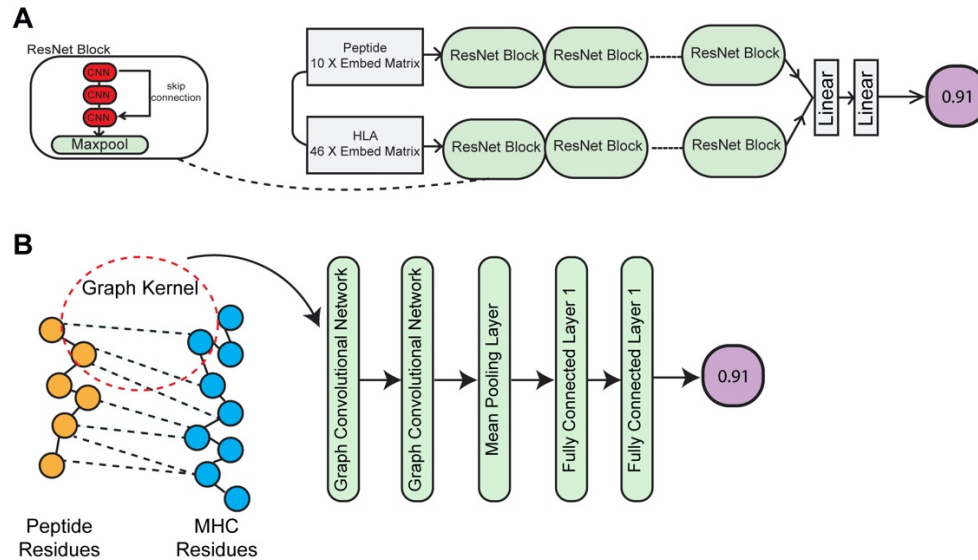 A
ResNet Block
CNN
CNN
CNN
skip
connection
Maxpool
Peptide
10 X Embed Matrix
ResNet Block
ResNet Block
ResNet Block
HLA
46 X Embed Matrix
ResNet Block
ResNet Block
ResNet Block
Linear
Linear
0.91
B
Graph Kernel
Peptide
Residues
MHC
Residues
Graph Convolutional Network
Graph Convolutional Network
Mean Pooling Layer
Fully Connected Layer 1
Fully Connected Layer 1
0.91